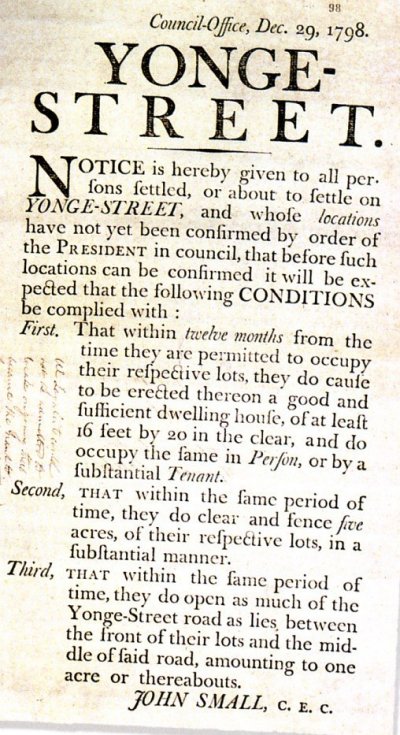 98
Council-Office, Dec. 29, 1798.
YONGE-
STREET.
NOTICE is hereby given to all per-
ſons ſettled, or about to ſettle on
YONGE-STREET, and whoſe locations
have not yet been confirmed by order of
the PRESIDENT in council, that before ſuch
locations can be confirmed it will be ex-
pected that the following CONDITIONS
be complied with :
Firſt. That within twelve months from the
time they are permitted to occupy
their reſpective lots, they do cauſe
to be erected thereon a good and
ſufficient dwelling houſe, of at leaſt
16 feet by 20 in the clear, and do
occupy the ſame in Perſon, or by a
ſubſtantial Tenant.
Second, THAT within the ſame period of
time, they do clear and fence five
acres, of their reſpective lots, in a
ſubſtantial manner.
Third, THAT within the ſame period of
time, they do open as much of the
Yonge-Street road as lies between
the front of their lots and the mid-
dle of ſaid road, amounting to one
acre or thereabouts.
JOHN SMALL, C. E. C.